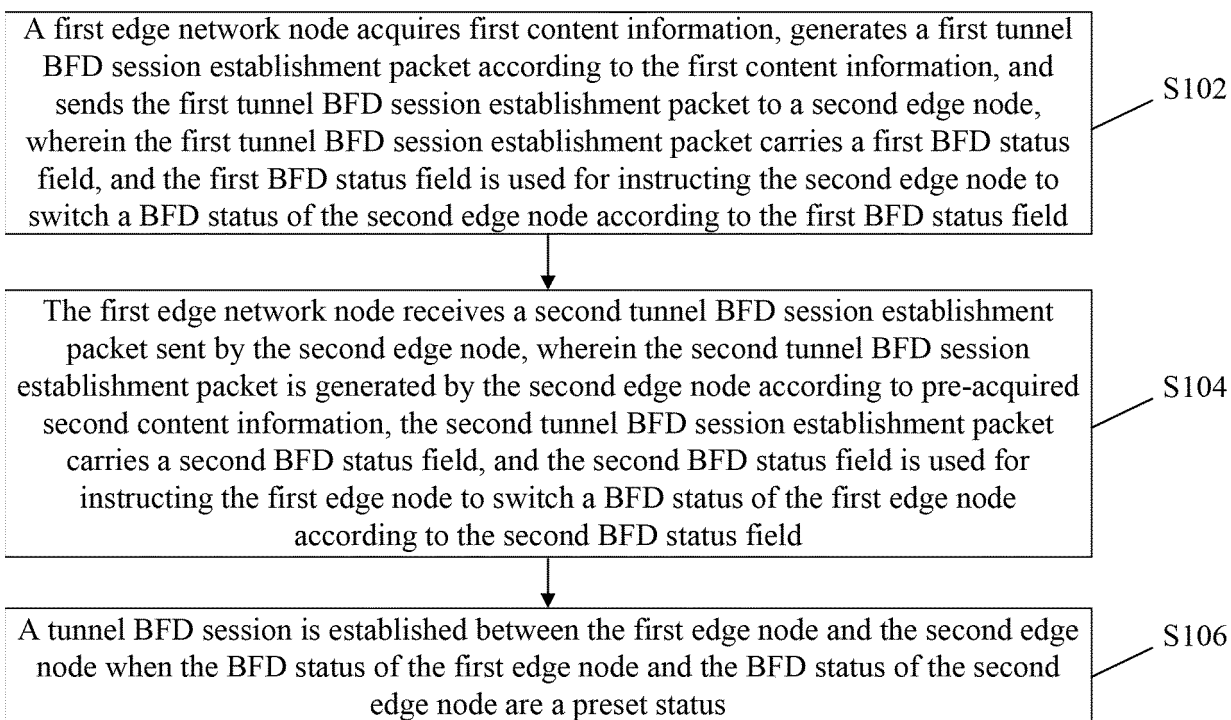 A first edge network node acquires first content information, generates a first tunnel
BFD session establishment packet according to the first content information, and
sends the first tunnel BFD session establishment packet to a second edge node,
wherein the first tunnel BFD session establishment packet carries a first BFD status
field, and the first BFD status field is used for instructing the second edge node to
switch a BFD status of the second edge node according to the first BFD status field
S102
The first edge network node receives a second tunnel BFD session establishment
packet sent by the second edge node, wherein the second tunnel BFD session
establishment packet is generated by the second edge node according to pre-acquired
second content information, the second tunnel BFD session establishment packet
carries a second BFD status field, and the second BFD status field is used for
instructing the first edge node to switch a BFD status of the first edge node
according to the second BFD status field
S104
A tunnel BFD session is established between the first edge node and the second edge
node when the BFD status of the first edge node and the BFD status of the second
edge node are a preset status
S106